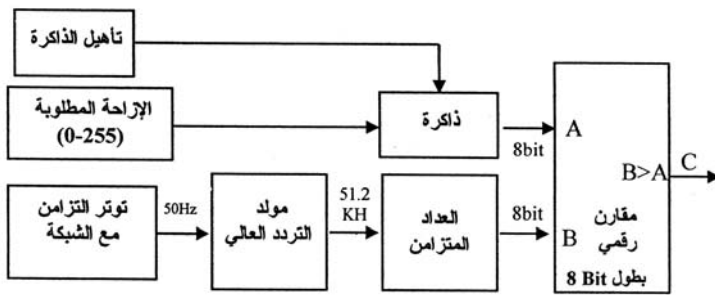 تأهيل الذاكرة
الإزاحة المطلوبة
(0-255)
ذاكرة
8bit
A
B>A
C
توتر التزامن
مع الشبكة
50Hz
مولد
التردد العالي
51.2
KH
العداد
المتزامن
8bit
B
مقارن
رقمي
بطول 8 Bit